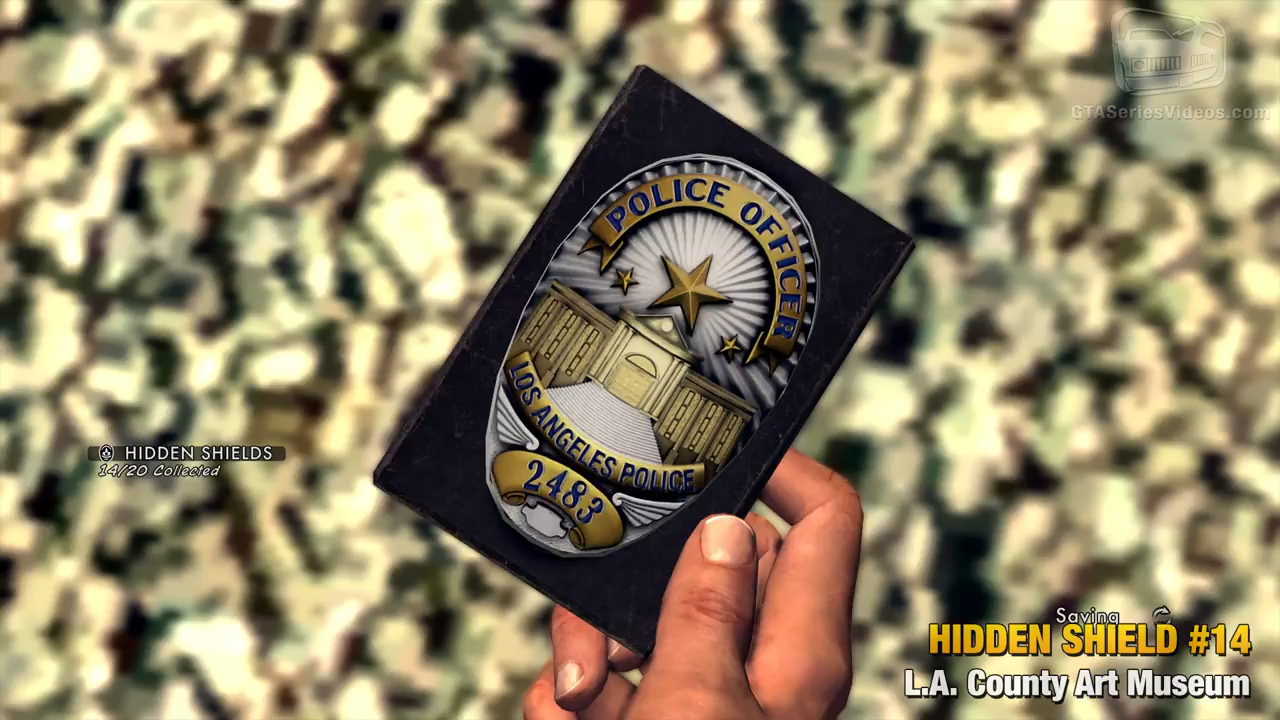 GTASeriesVideos.com
POLICE OFFICER
LOS ANGELES POLICE
2483
HIDDEN SHIELDS
14/20 Collected
Saving
HIDDEN SHIELD #14
L.A. County Art Museum